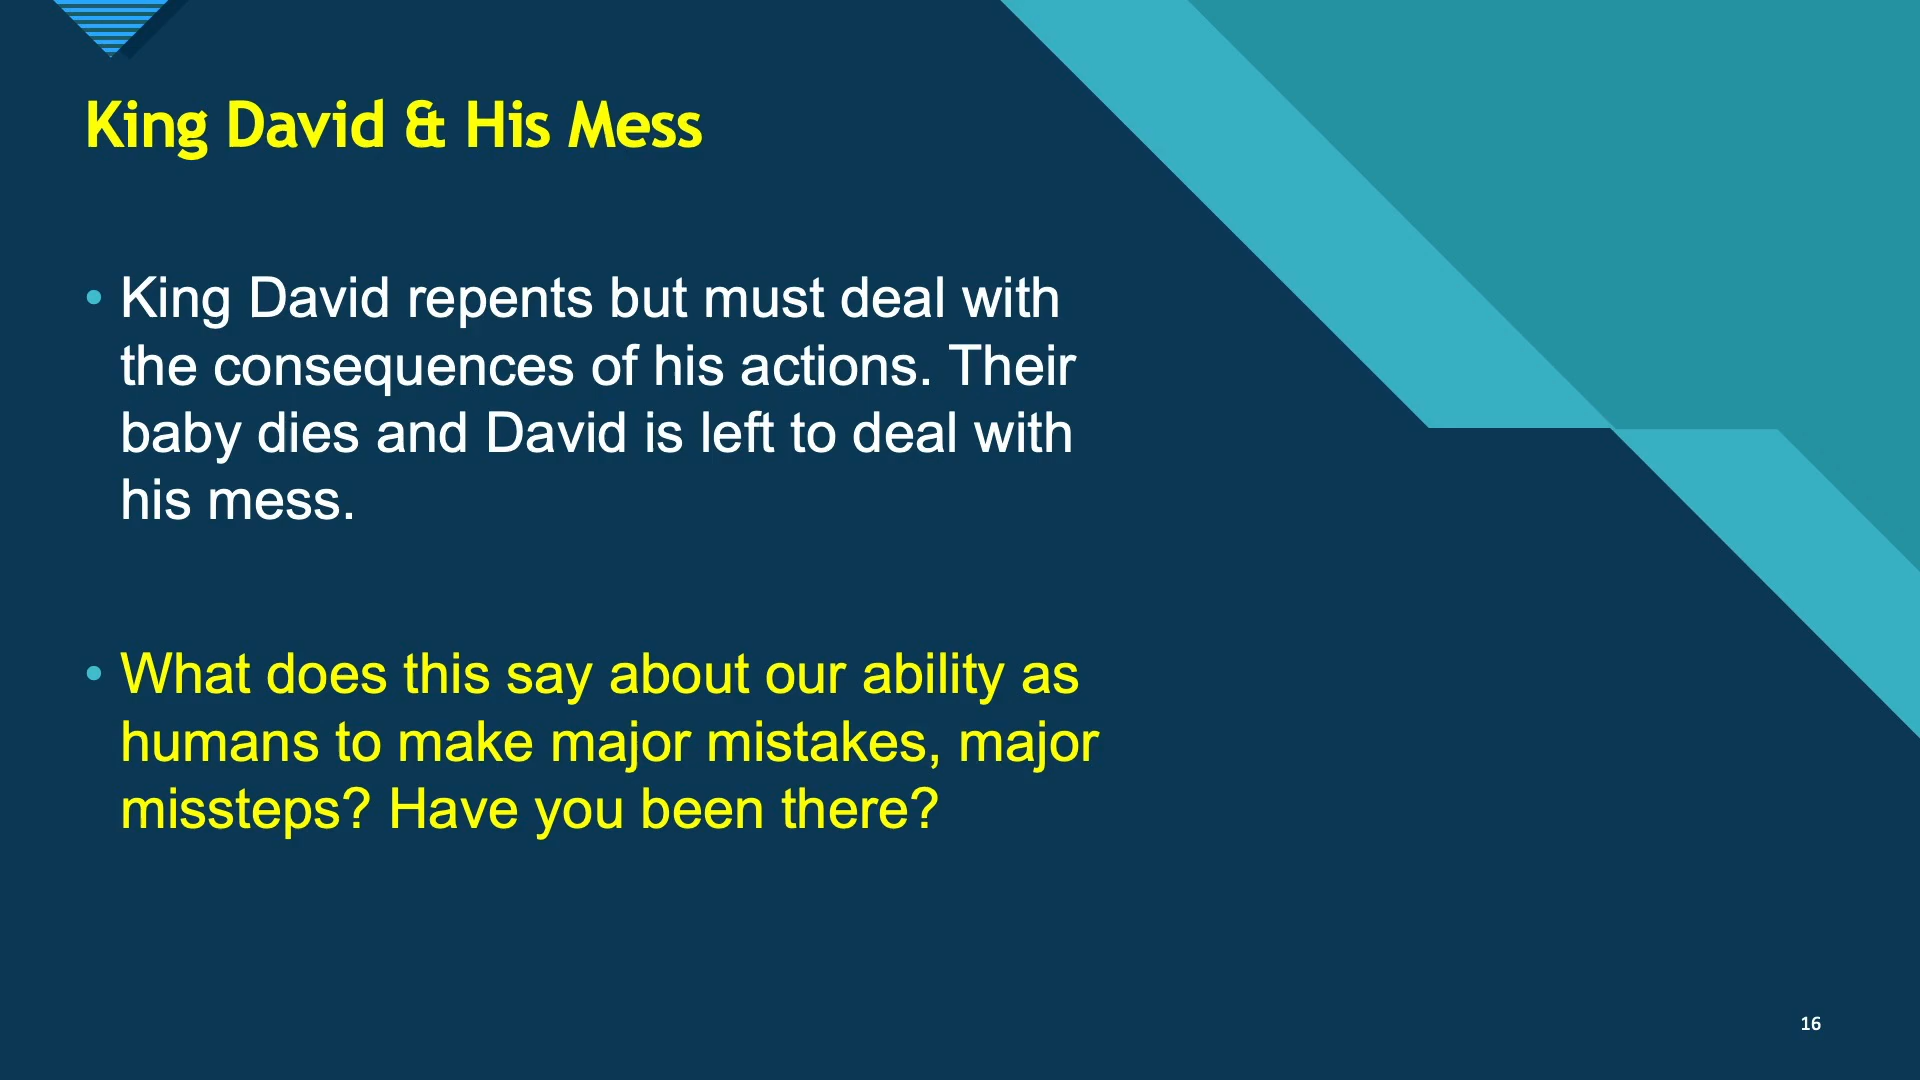 King David & His Mess
• King David repents but must deal with
the consequences of his actions. Their
baby dies and David is left to deal with
his mess.
• What does this say about our ability as
humans to make major mistakes, major
missteps? Have you been there?
16